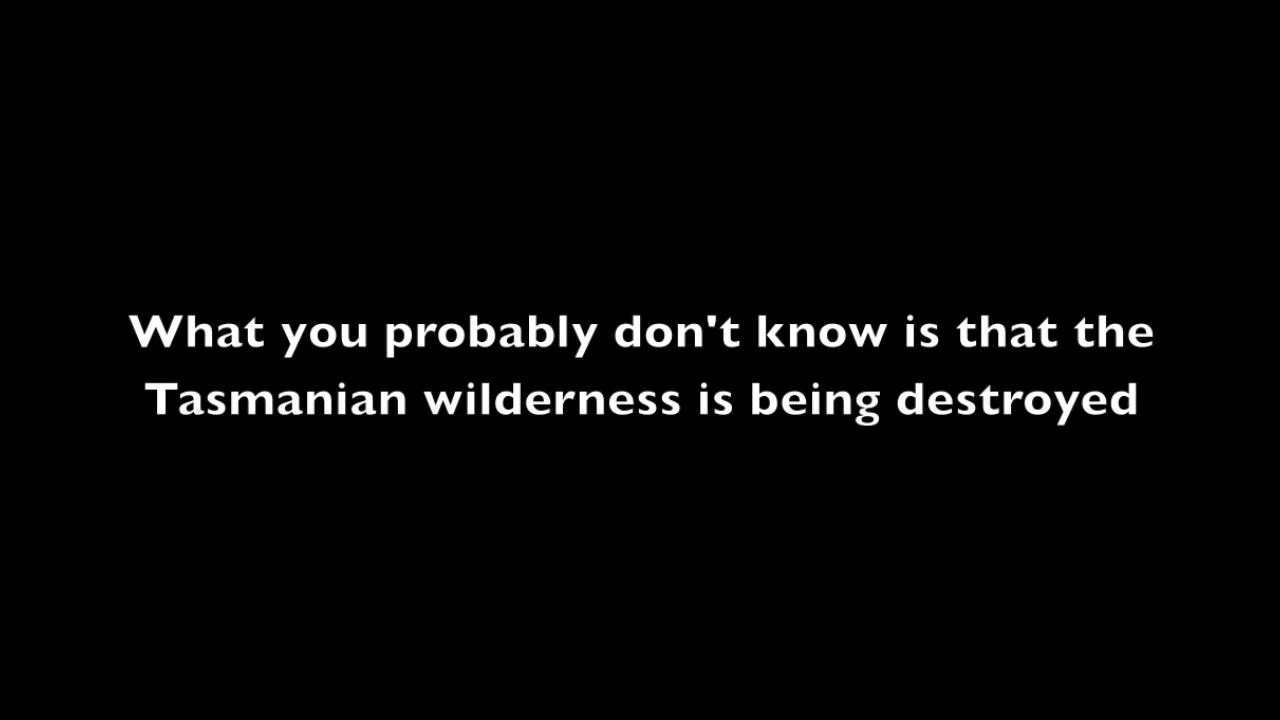 What you probably don't know is that the
Tasmanian wilderness is being destroyed